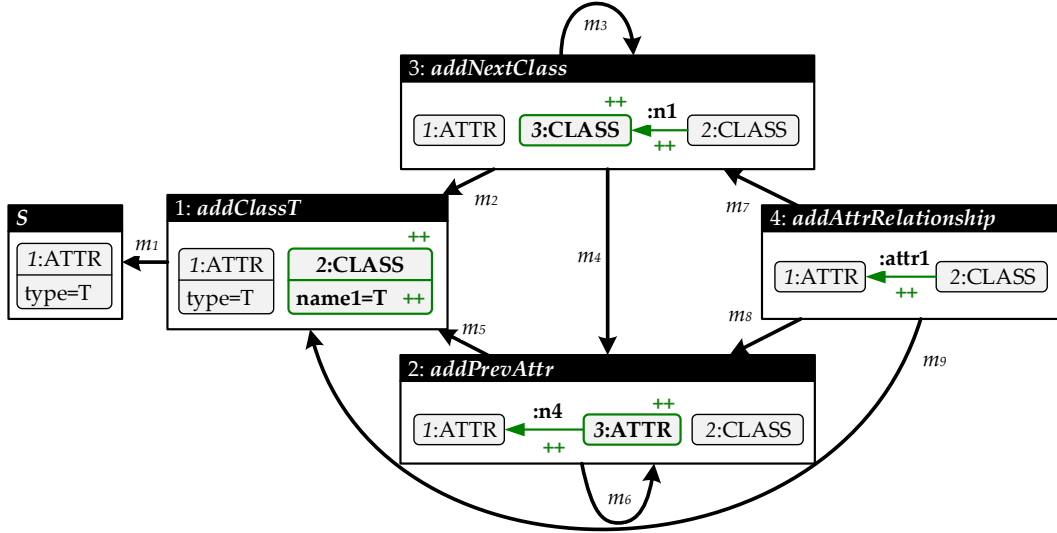 m3
3: addNextClass
++
1:ATTR
3:CLASS
:n1
++
2:CLASS
m2
m7
1: addClassT
++
1:ATTR
type=T
2:CLASS
name1=T ++
S
1:ATTR
type=T
m1
m4
4: addAttrRelationship
1:ATTR
:attr1
++
2:CLASS
m5
m8
m9
2: addPrevAttr
1:ATTR
:n4
++
++
3:ATTR
2:CLASS
m6